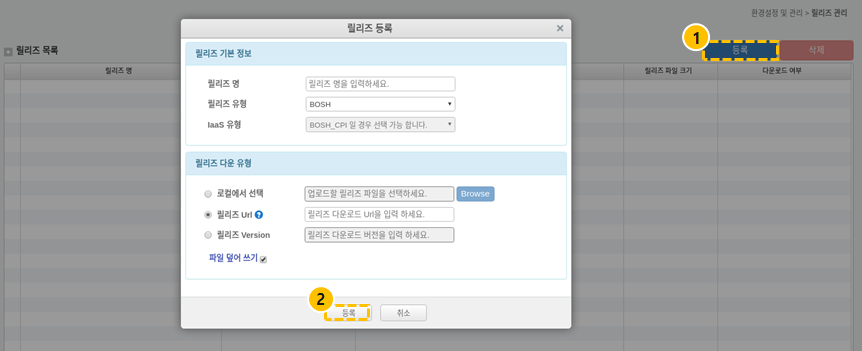 환경설정 및 관리 > 릴리즈 관리
릴리즈 등록
×
1
릴리즈 목록
등록
삭제
릴리즈 명
릴리즈 파일 크기
다운로드 여부
릴리즈 기본 정보
릴리즈 명
릴리즈 명을 입력하세요.
릴리즈 유형
BOSH
IaaS 유형
BOSH_CPI 일 경우 선택 가능 합니다.
릴리즈 다운 유형
로컬에서 선택
업로드할 릴리즈 파일을 선택하세요.
Browse
릴리즈 Url ?
릴리즈 다운로드 Url을 입력 하세요.
릴리즈 Version
릴리즈 다운로드 버전을 입력 하세요.
파일 덮어 쓰기
2
등록
취소